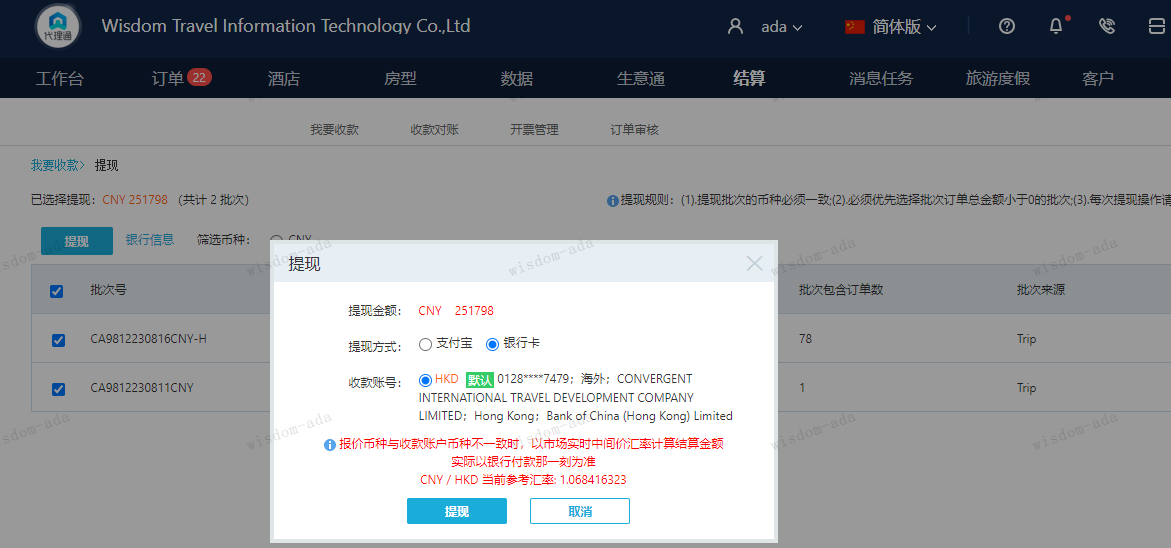 代理通
Wisdom Travel Information Technology Co.,Ltd
ada
简体版
工作台
订单 22
酒店
房型
数据
生意通
结算
消息任务
旅游度假
客户
我要收款
收款对账
开票管理
订单审核
我要收款> 提现
已选择提现: CNY 251798 (共计 2 批次)
提现规则: (1).提现批次的币种必须一致;(2).必须优先选择批次订单总金额小于0的批次;(3).每次提现操作请
提现
银行信息
筛选币种:
CNY
批次号
批次包含订单数
批次来源
CA9812230816CNY-H
78
Trip
CA9812230811CNY
1
Trip
提现
提现金额: CNY 251798
提现方式: 支付宝 银行卡
收款账号: HKD 默认 0128****7479; 海外; CONVERGENT
INTERNATIONAL TRAVEL DEVELOPMENT COMPANY
LIMITED; Hong Kong; Bank of China (Hong Kong) Limited
报价币种与收款账户币种不一致时, 以市场实时中间价汇率计算结算金额
实际以银行付款那一刻为准
CNY / HKD 当前参考汇率: 1.068416323
提现
取消
wisdom-ada
wisdom-ada
wisdom-ada
wisdom-ada
wisdom-ada
wisdom-ada
wisdom-ada
wisdom-ada